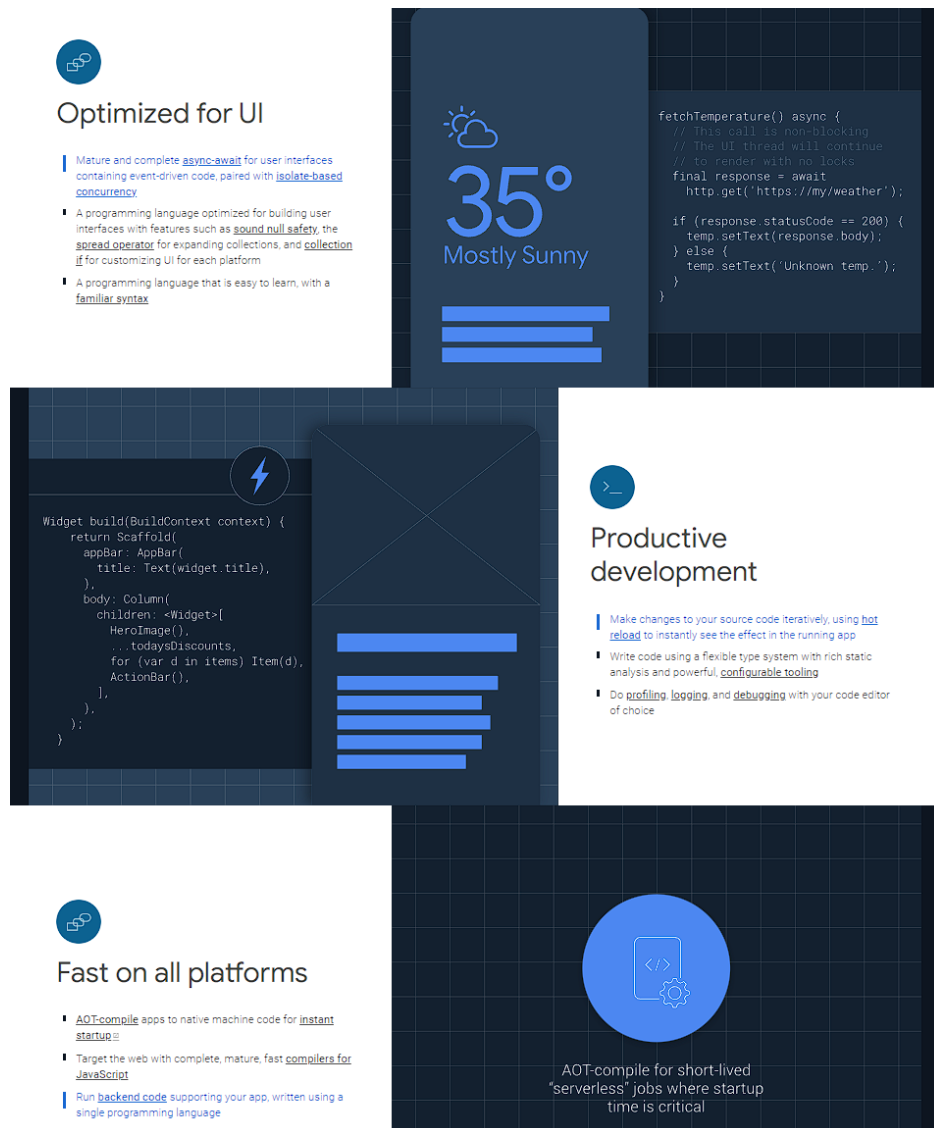 Optimized for UI
Mature and complete async-await for user interfaces
containing event-driven code, paired with isolate-based
concurrency
A programming language optimized for building user
interfaces with features such as sound null safety, the
spread operator for expanding collections, and collection
if for customizing UI for each platform
A programming language that is easy to learn, with a
familiar syntax
35°
Mostly Sunny
fetchTemperature() async {
// This call is non-blocking
// The UI thread will continue
// to render with no locks
final response = await
http.get('https://my/weather');
if (response.statusCode == 200) {
temp.setText(response.body);
} else {
temp.setText('Unknown temp.');
}
}
Widget build(BuildContext context) {
return Scaffold(
appBar: AppBar(
title: Text(widget.title),
),
body: Column(
children: <Widget>[
HeroImage(),
...todaysDiscounts,
for (var d in items) Item(d),
ActionBar(),
],
),
);
}
Productive
development
Make changes to your source code iteratively, using hot
reload to instantly see the effect in the running app
Write code using a flexible type system with rich static
analysis and powerful, configurable tooling
Do profiling, logging, and debugging with your code editor
of choice
Fast on all platforms
AOT-compile apps to native machine code for instant
startup
Target the web with complete, mature, fast compilers for
JavaScript
Run backend code supporting your app, written using a
single programming language
</>
AOT-compile for short-lived
“serverless” jobs where startup
time is critical